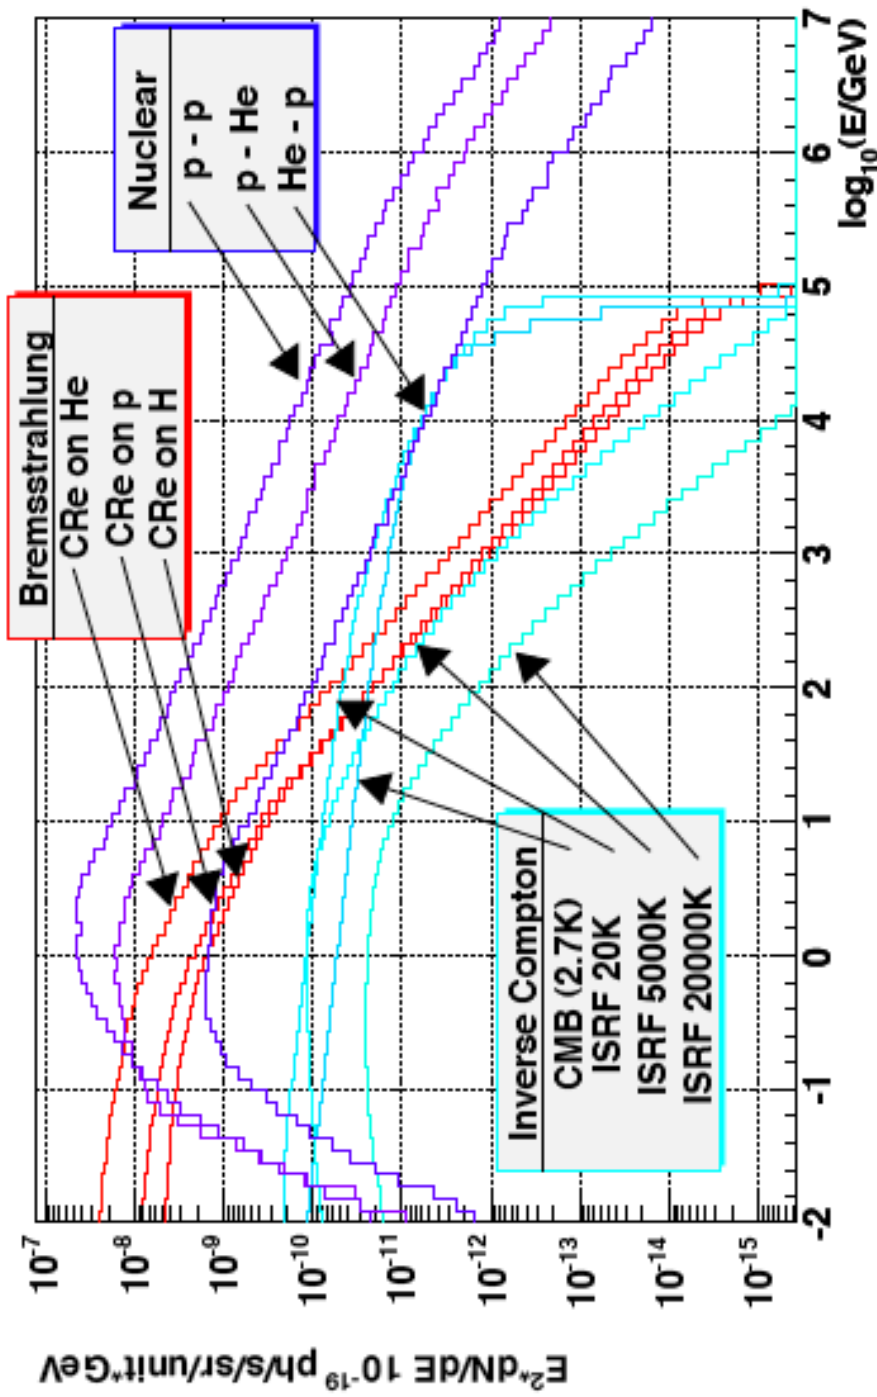 Bremsstrahlung
CRe on He
CRe on p
CRe on H
Nuclear
p - p
p - He
He - p
Inverse Compton
CMB (2.7K)
ISRF 20K
ISRF 5000K
ISRF 20000K
E²*dN/dE 10⁻¹⁹ ph/s/sr/unit*GeV
10⁻⁷
10⁻⁸
10⁻⁹
10⁻¹⁰
10⁻¹¹
10⁻¹²
10⁻¹³
10⁻¹⁴
10⁻¹⁵
-2 -1 0 1 2 3 4 5 6 7
log₁₀(E/GeV)